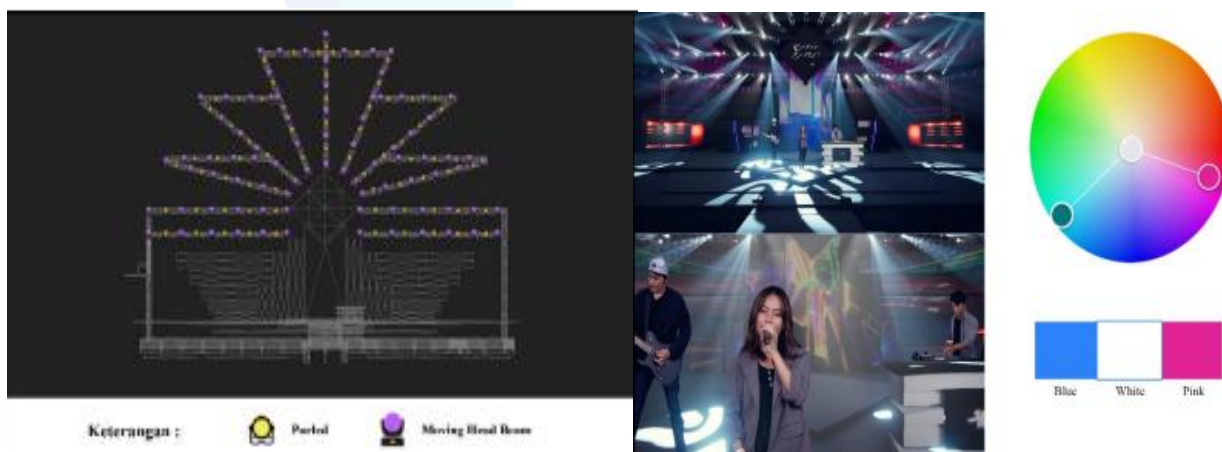 Keterangan :
Parled
Moving Head Beam
Blue
White
Pink